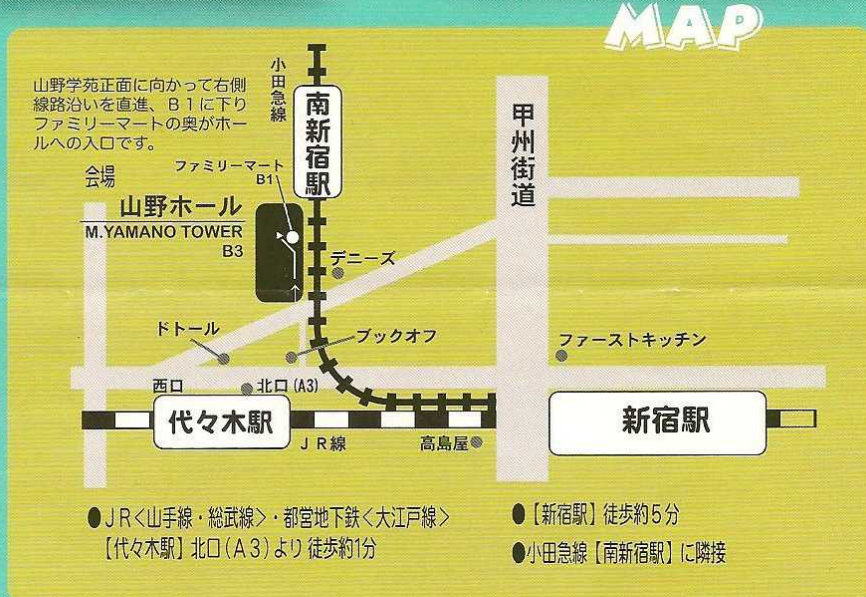 MAP
山野学苑正面に向かって右側
線路沿いを直進、B1に下り
ファミリーマートの奥がホー
ルへの入口です。
小田急線
南新宿駅
甲州街道
会場
ファミリーマート
B1
山野ホール
M.YAMANO TOWER
B3
デニーズ
ドトール
ブックオフ
ファーストキッチン
西口
北口(A3)
代々木駅
JR線
高島屋
新宿駅
●JR<山手線・総武線>・都営地下鉄<大江戸線>
【代々木駅】北口(A3)より 徒歩約1分
●【新宿駅】徒歩約5分
●小田急線【南新宿駅】に隣接